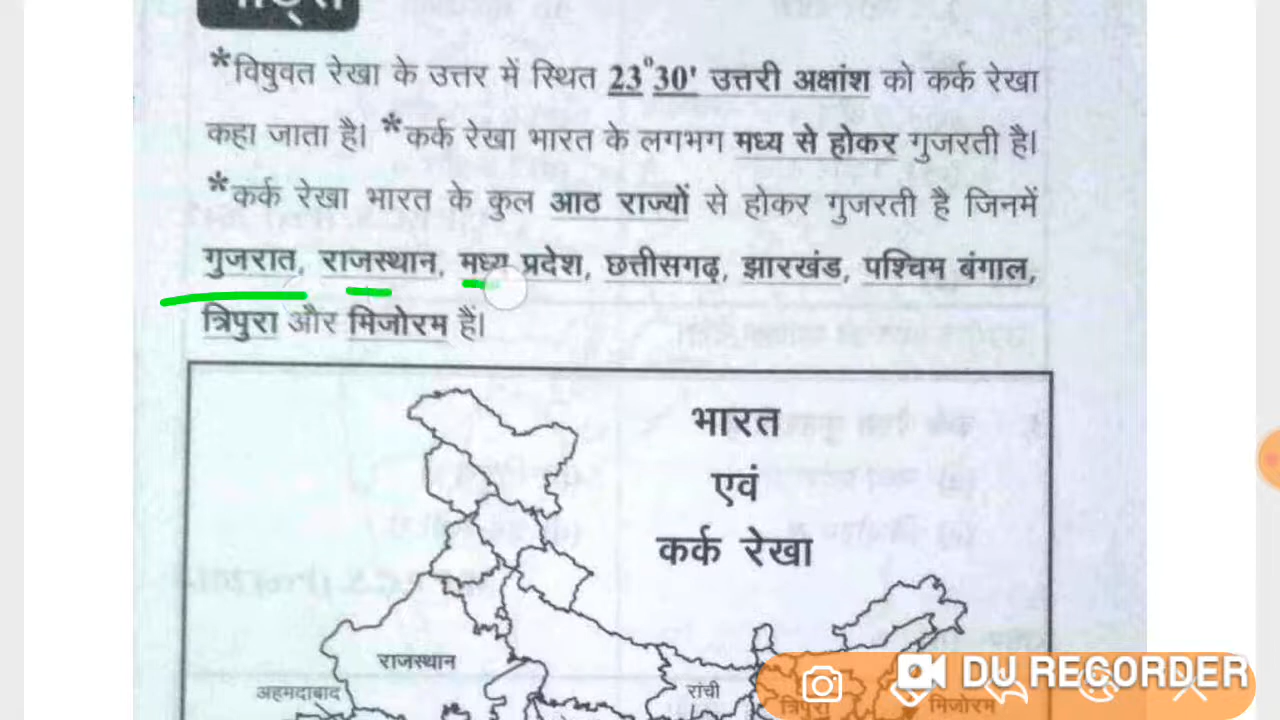 *विषुवत रेखा के उत्तर में स्थित 23°30' उत्तरी अक्षांश को कर्क रेखा
कहा जाता है। *कर्क रेखा भारत के लगभग मध्य से होकर गुजरती है।
*कर्क रेखा भारत के कुल आठ राज्यों से होकर गुजरती है जिनमें
गुजरात, राजस्थान, मध्य प्रदेश, छत्तीसगढ़, झारखंड, पश्चिम बंगाल,
त्रिपुरा और मिजोरम हैं।
भारत
एवं
कर्क रेखा
राजस्थान
अहमदाबाद
रांची
त्रिपुरा
मिजोरम
DU RECORDER